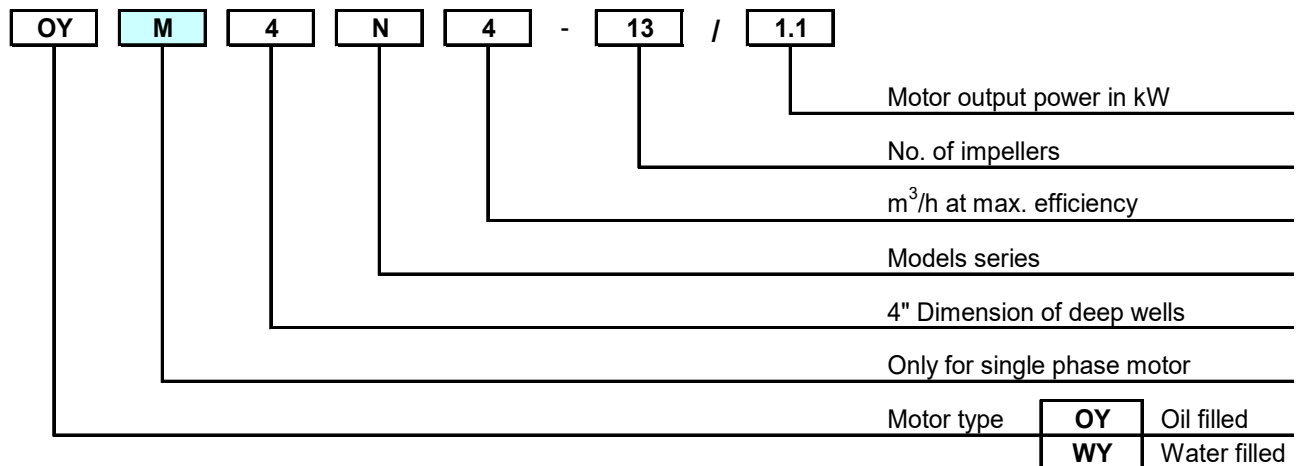 OY M 4 N 4 - 13 / 1.1
Motor output power in kW
No. of impellers
m³/h at max. efficiency
Models series
4" Dimension of deep wells
Only for single phase motor
Motor type OY Oil filled
WY Water filled